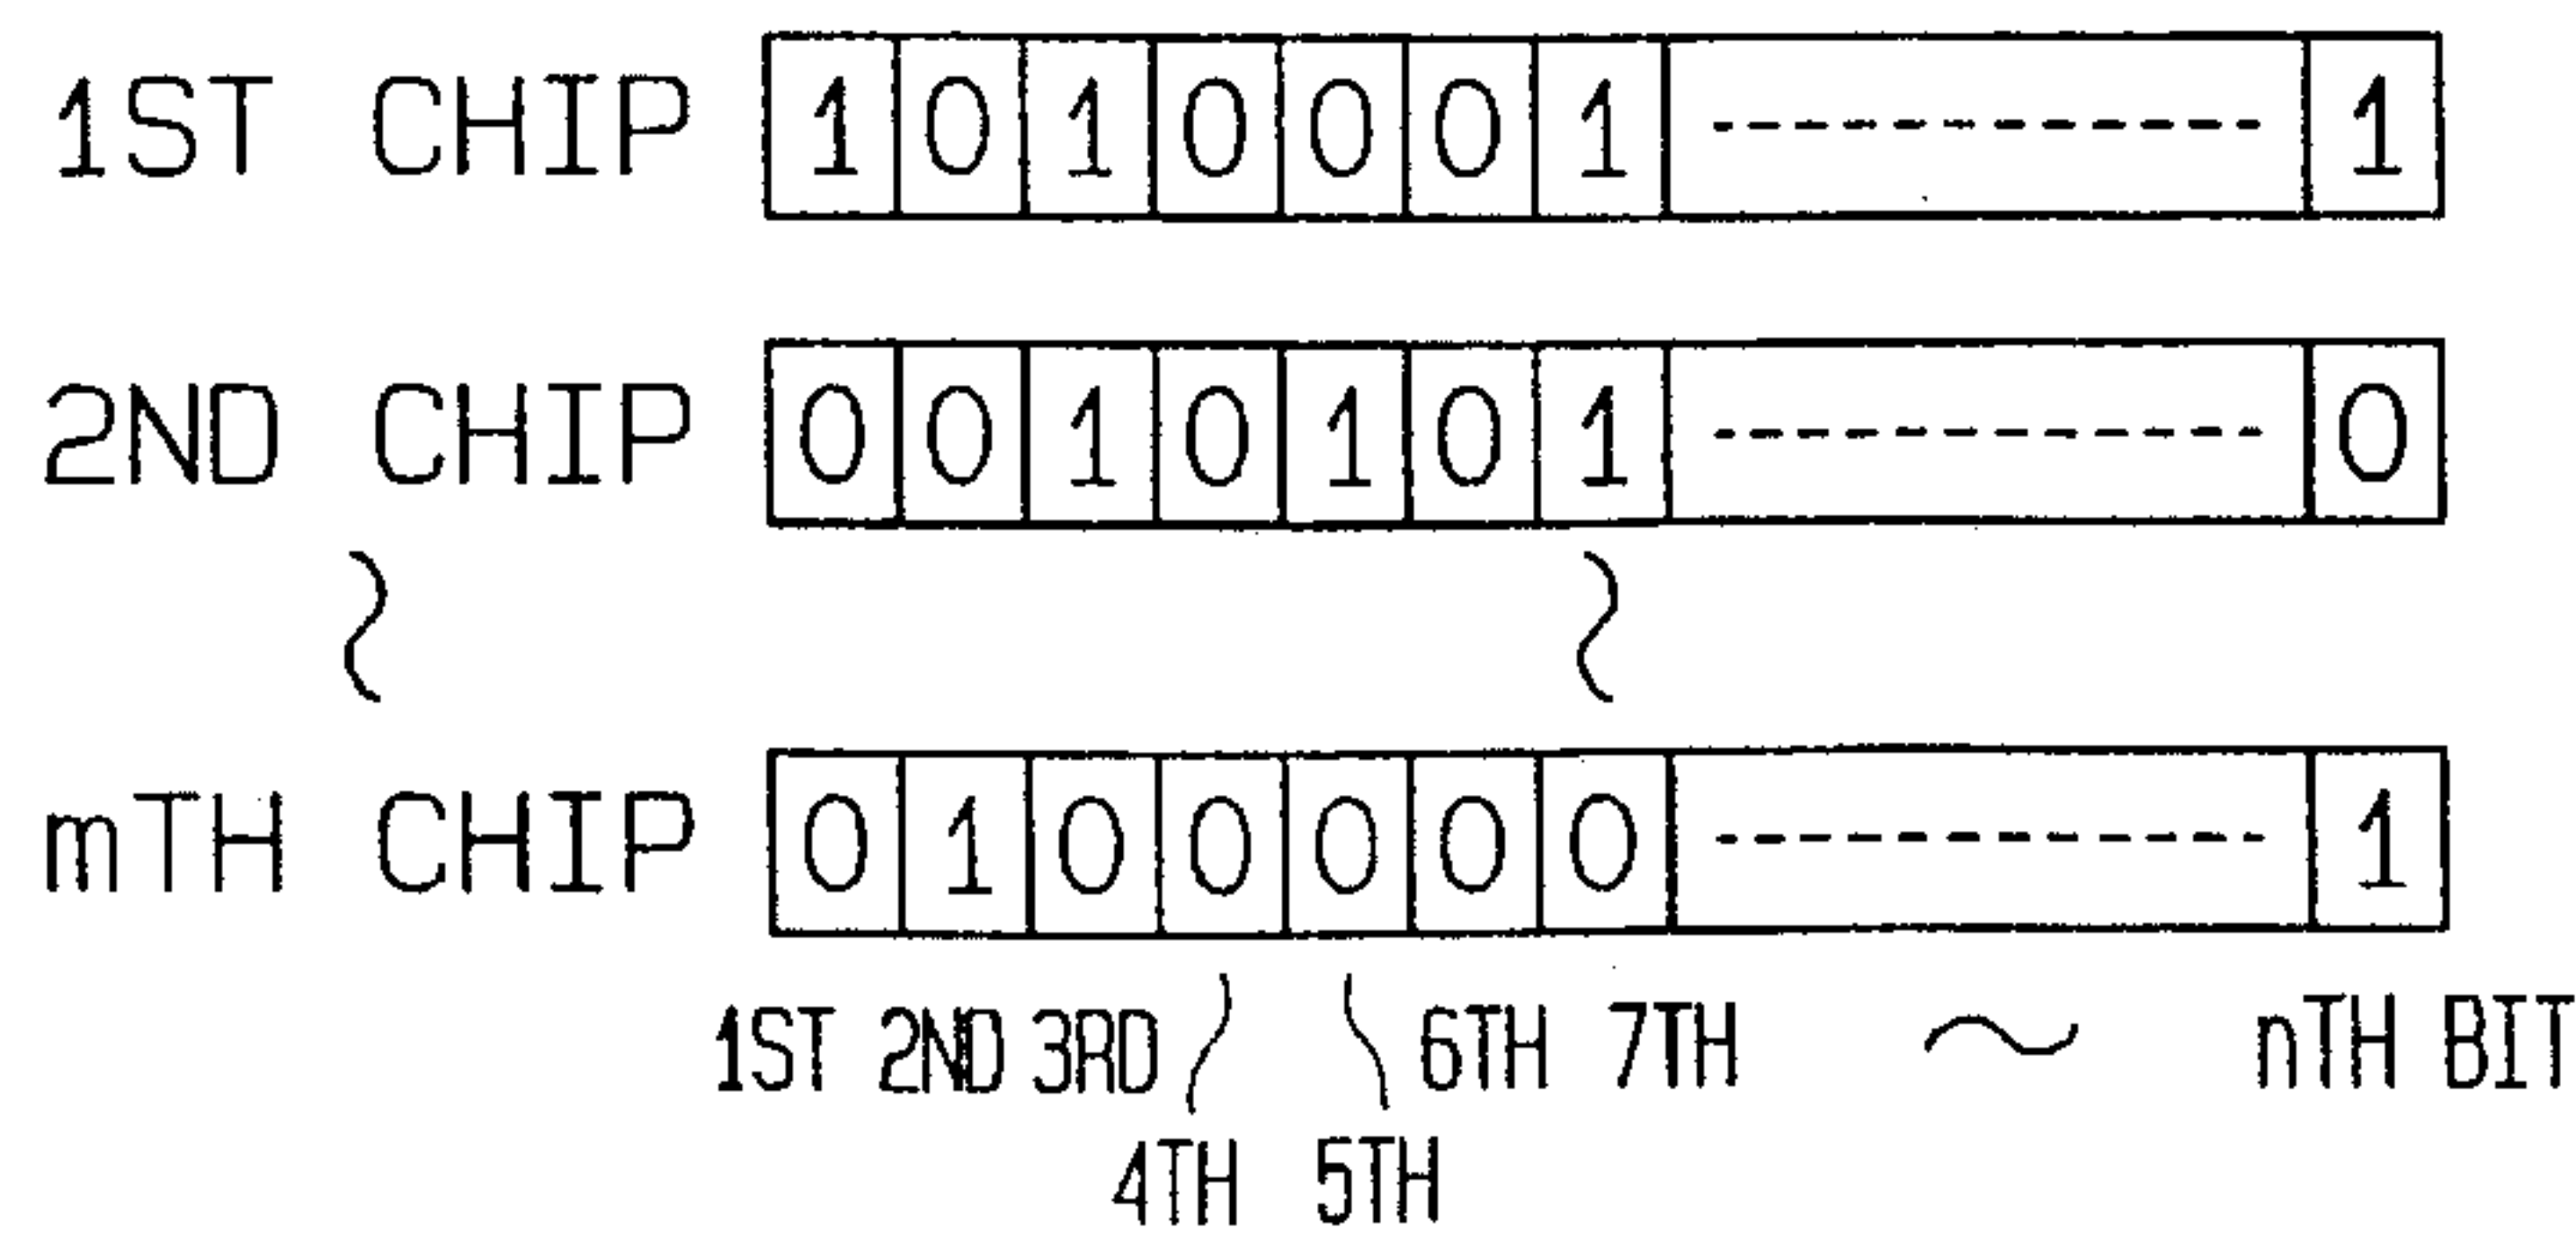 1ST CHIP 1 0 1 0 0 0 1 ------------ 1
2ND CHIP 0 0 1 0 1 0 1 ------------ 0
mTH CHIP 0 1 0 0 0 0 0 ------------ 1
1ST 2ND 3RD 6TH 7TH ~ nTH BIT
4TH 5TH